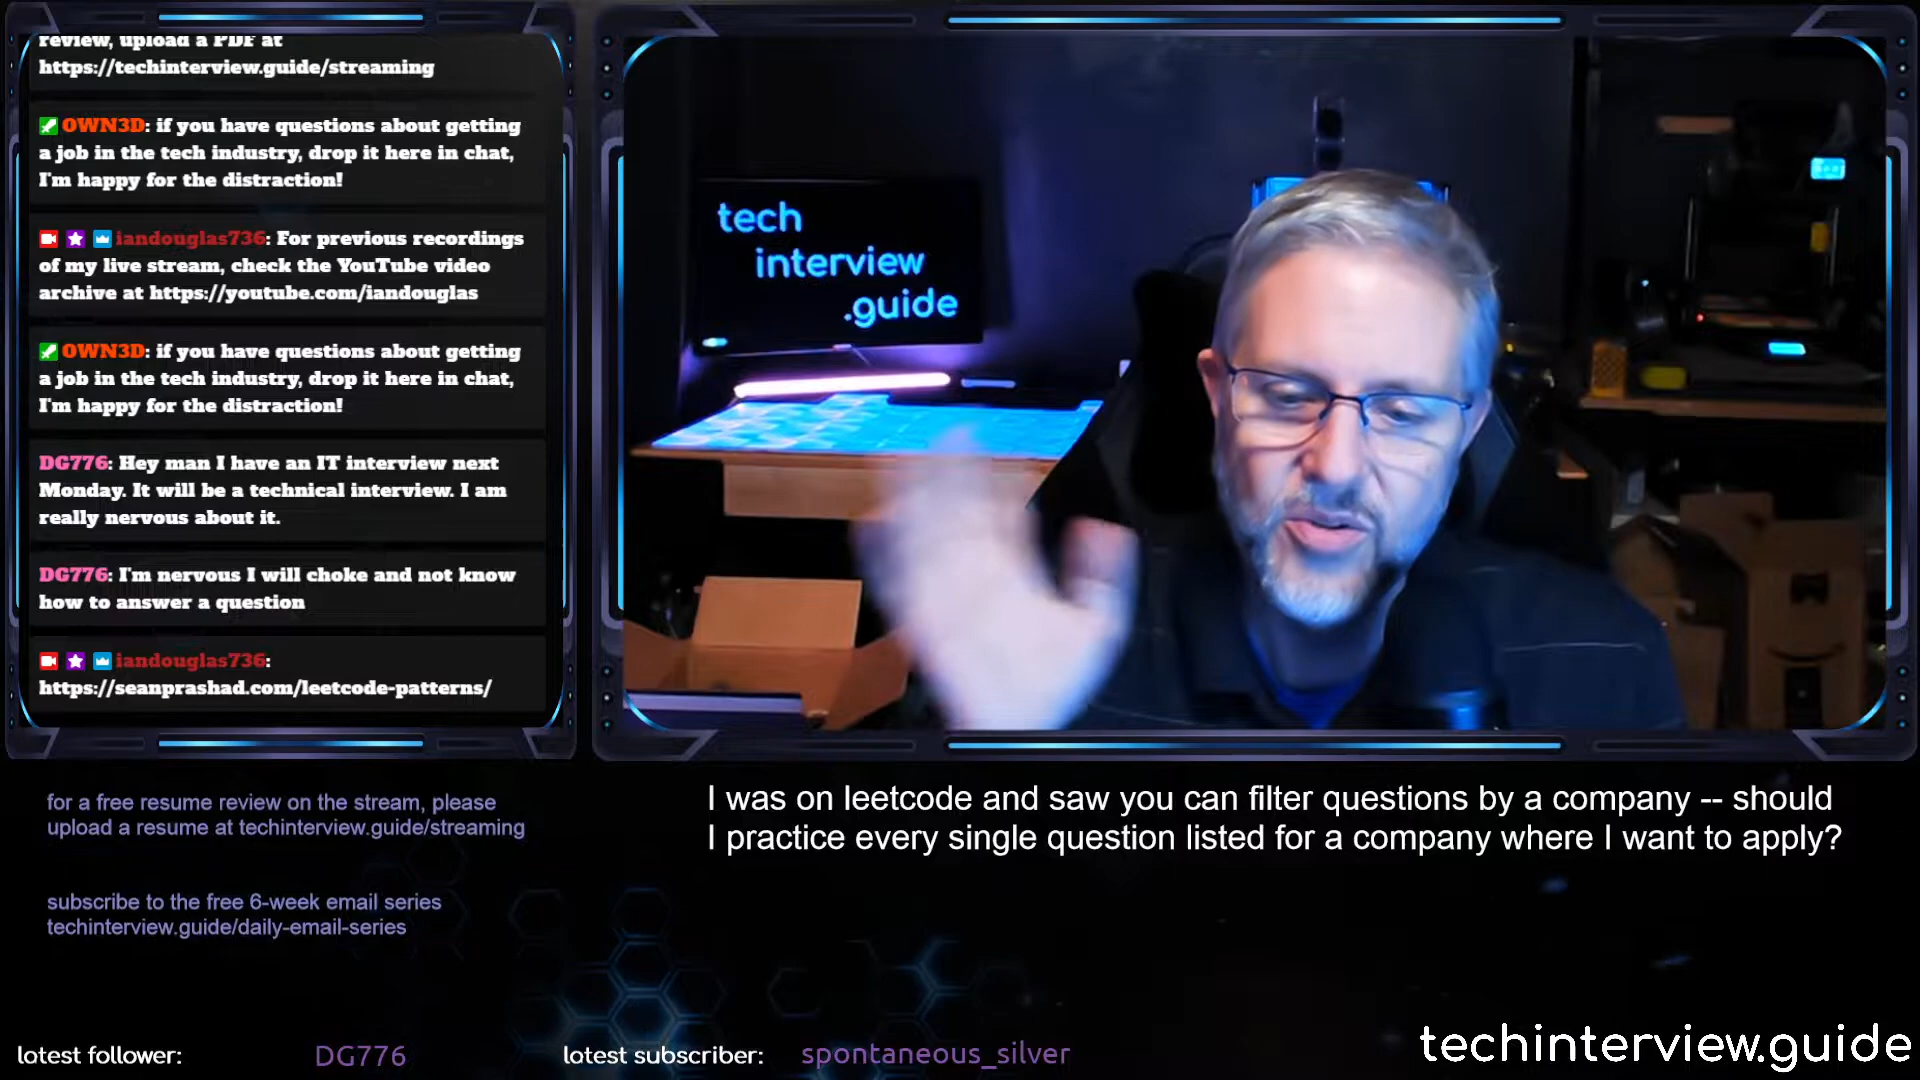 review, upload a PDF at
https://techinterview.guide/streaming
OWN3D: if you have questions about getting
a job in the tech industry, drop it here in chat,
I'm happy for the distraction!
iandouglas736: For previous recordings
of my live stream, check the YouTube video
archive at https://youtube.com/iandouglas
OWN3D: if you have questions about getting
a job in the tech industry, drop it here in chat,
I'm happy for the distraction!
DG776: Hey man I have an IT interview next
Monday. It will be a technical interview. I am
really nervous about it.
DG776: I'm nervous I will choke and not know
how to answer a question
iandouglas736:
https://seanprashad.com/leetcode-patterns/
tech
interview
.guide
for a free resume review on the stream, please
upload a resume at techinterview.guide/streaming
subscribe to the free 6-week email series
techinterview.guide/daily-email-series
I was on leetcode and saw you can filter questions by a company -- should
I practice every single question listed for a company where I want to apply?
latest follower: DG776
latest subscriber: spontaneous_silver
techinterview.guide